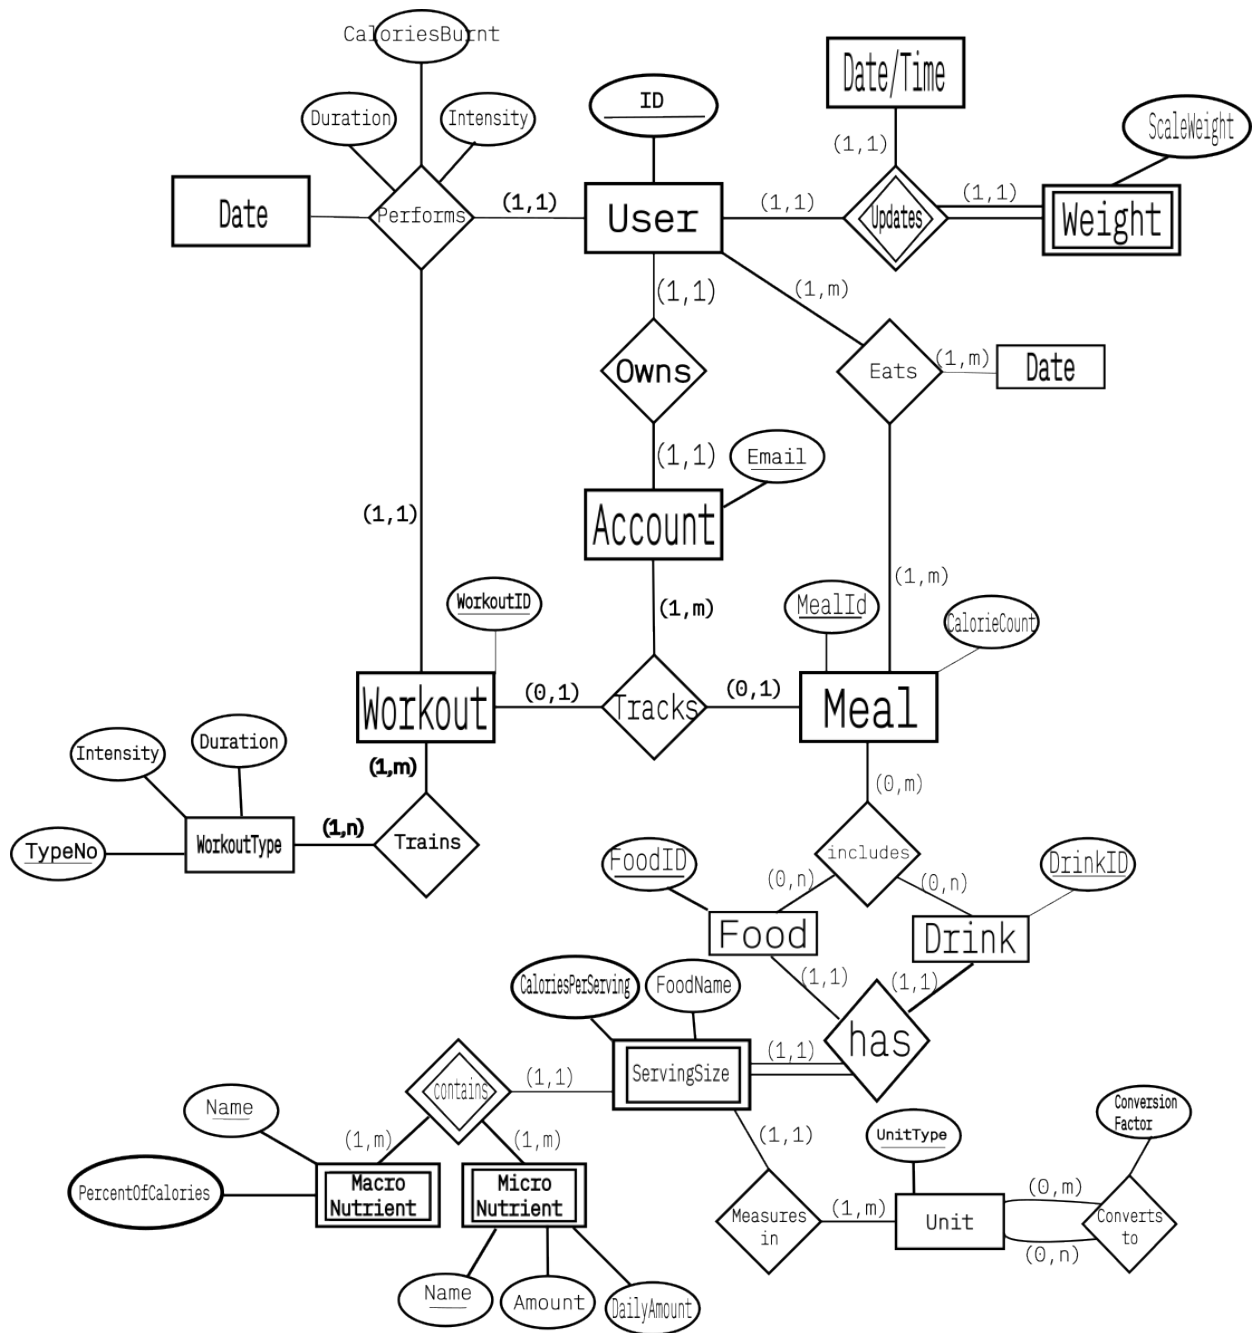 CaloriesBurnt
Duration
Intensity
ID
Date/Time
ScaleWeight
(1,1)
Date
Performs
(1,1)
User
(1,1)
Updates
(1,1)
Weight
(1,1)
(1,m)
Owns
Eats
(1,m)
Date
(1,1)
Email
(1,1)
Account
(1,m)
WorkoutID
(1,m)
MealId
CalorieCount
Workout
(0,1)
Tracks
(0,1)
Meal
Intensity
Duration
(1,m)
(0,m)
TypeNo
WorkoutType
(1,n)
Trains
includes
FoodID
(0,n)
(0,n)
DrinkID
Food
Drink
(1,1)
(1,1)
CaloriesPerServing
FoodName
has
ServingSize
(1,1)
contains
(1,1)
Name
(1,m)
(1,m)
(1,1)
UnitType
Conversion
Factor
PercentOfCalories
Macro
Nutrient
Micro
Nutrient
Measures
in
(1,m)
Unit
(0,m)
(0,n)
Converts
to
Name
Amount
DailyAmount